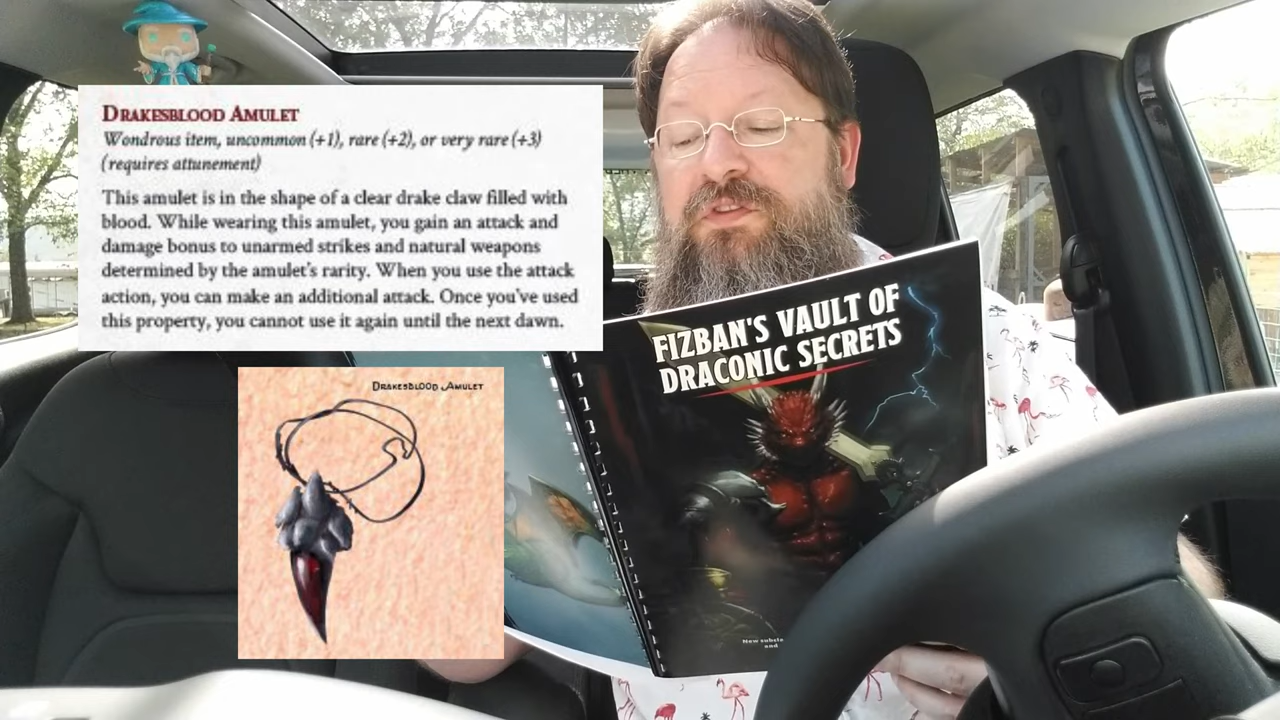 DRAKESBLOOD AMULET
Wondrous item, uncommon (+1), rare (+2), or very rare (+3)
(requires attunement)
This amulet is in the shape of a clear drake claw filled with
blood. While wearing this amulet, you gain an attack and
damage bonus to unarmed strikes and natural weapons
determined by the amulet's rarity. When you use the attack
action, you can make an additional attack. Once you've used
this property, you cannot use it again until the next dawn.
DRAKESBLOOD AMULET
FIZBAN'S VAULT OF
DRACONIC SECRETS
New
and